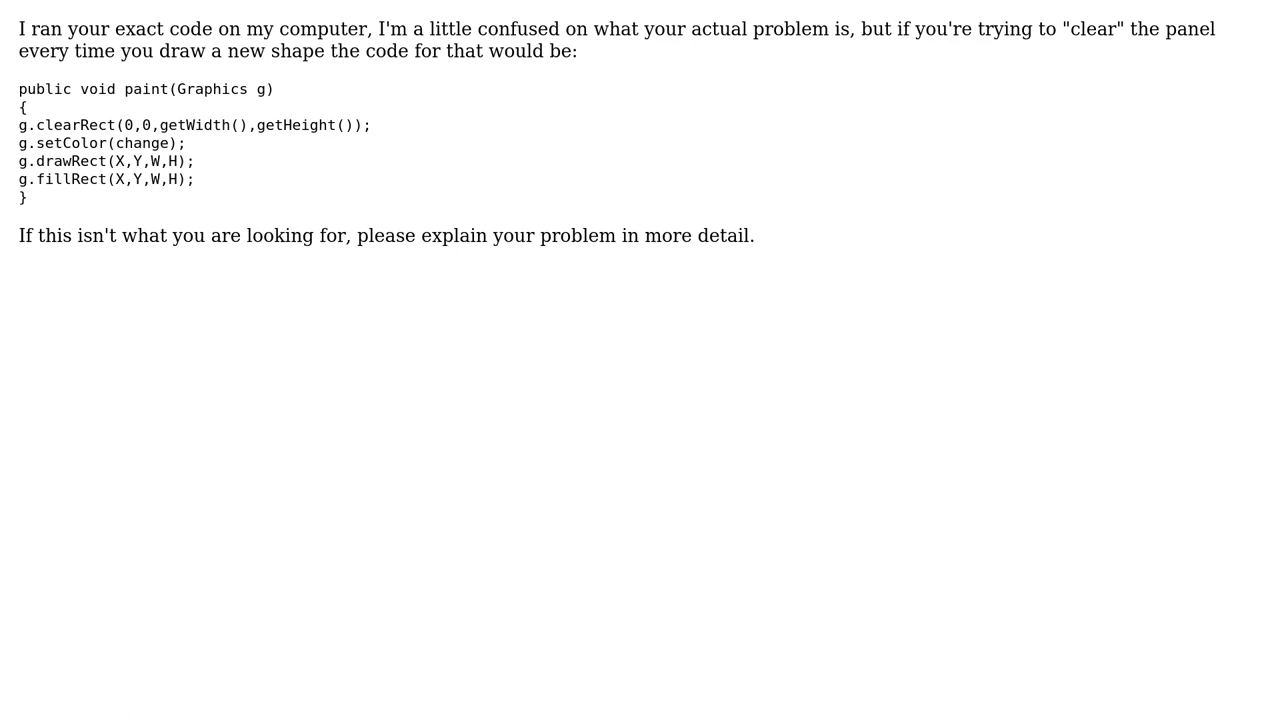 I ran your exact code on my computer, I'm a little confused on what your actual problem is, but if you're trying to "clear" the panel
every time you draw a new shape the code for that would be:
public void paint(Graphics g)
{
g.clearRect(0,0,getWidth(),getHeight());
g.setColor(change);
g.drawRect(X,Y,W,H);
g.fillRect(X,Y,W,H);
}
If this isn't what you are looking for, please explain your problem in more detail.